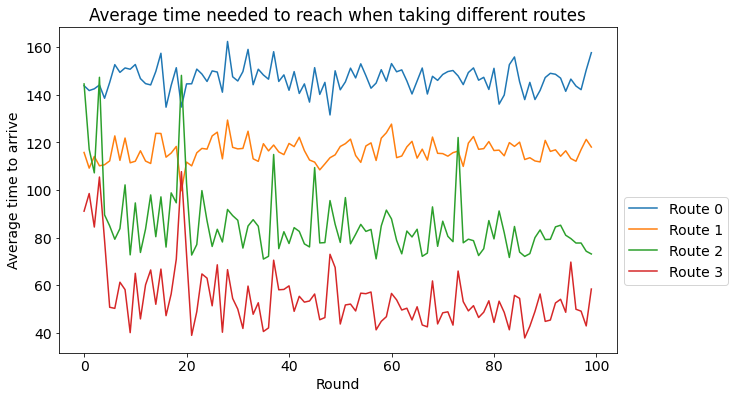 Average time needed to reach when taking different routes
Average time to arrive
160
140
120
100
80
60
40
0
20
40
60
80
100
Round
Route 0
Route 1
Route 2
Route 3